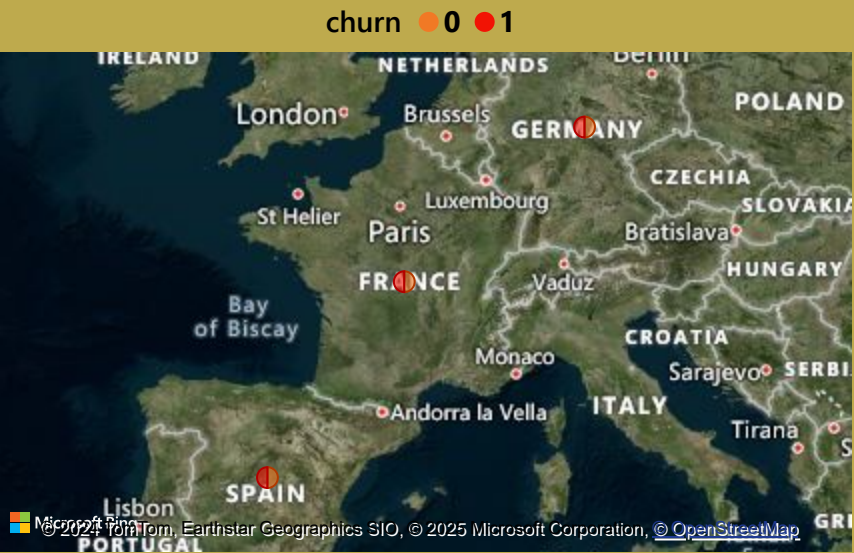 churn 0 1
IRELAND
NETHERLANDS
Berlin
London
Brussels
GERMANY
POLAND
CZECHIA
Luxembourg
St Helier
SLOVAKIA
Paris
Bratislava
FRANCE
Vaduz
HUNGARY
Bay
of Biscay
CROATIA
Monaco
Sarajevo
SERBI
Andorra la Vella
ITALY
Tirana
S
SPAIN
Lisbon
Microsoft Bing
© 2024 TomTom, Earthstar Geographics SIO, © 2025 Microsoft Corporation, © OpenStreetMap
GR
PORTUGAL